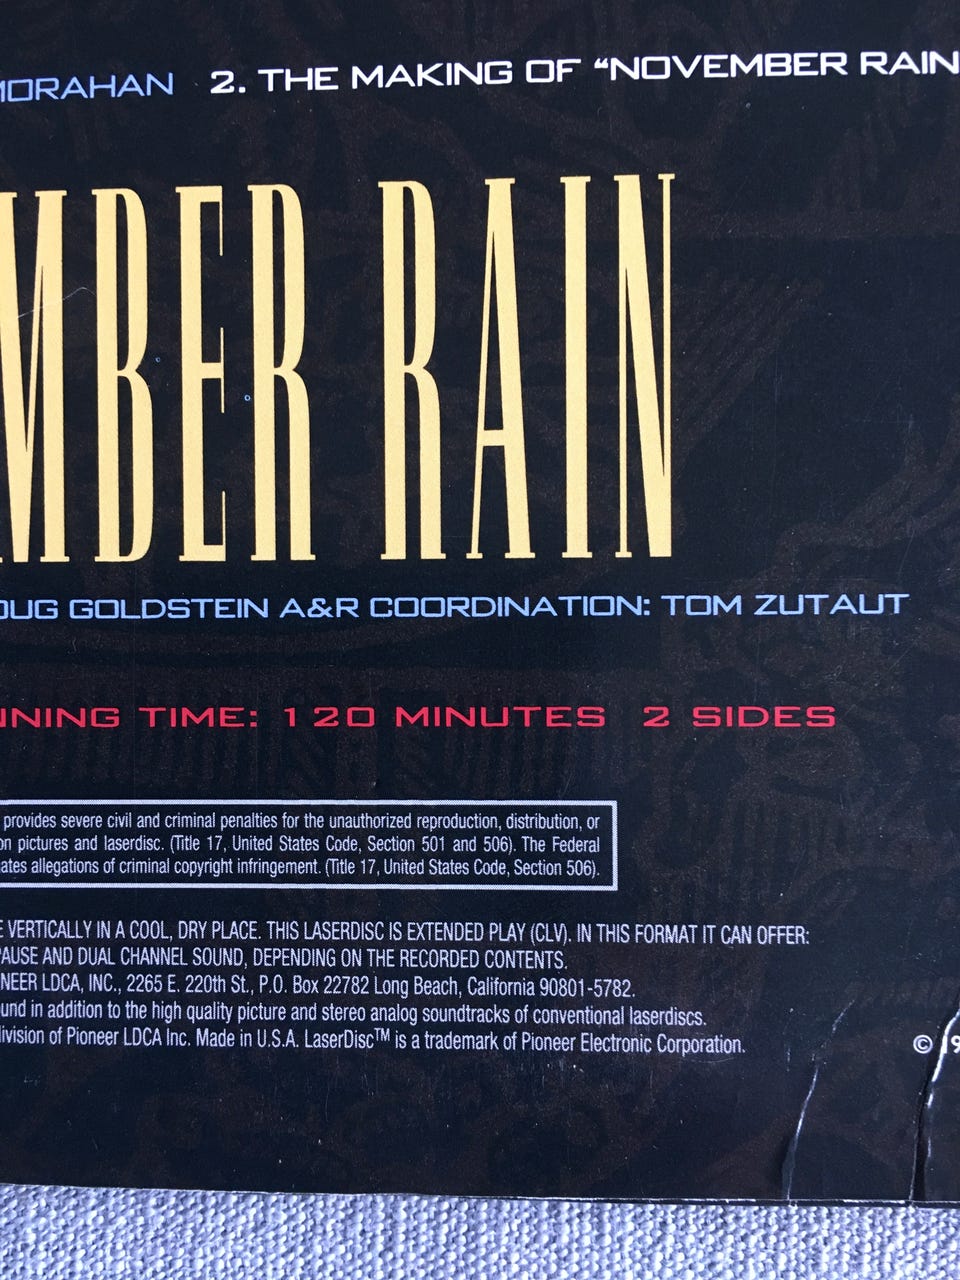 MORAHAN 2. THE MAKING OF “NOVEMBER RAIN
MBER RAIN
OUG GOLDSTEIN A&R COORDINATION: TOM ZUTAUT
NNING TIME: 120 MINUTES 2 SIDES
provides severe civil and criminal penalties for the unauthorized reproduction, distribution, or
on pictures and laserdisc. (Title 17, United States Code, Section 501 and 506). The Federal
ates allegations of criminal copyright infringement. (Title 17, United States Code, Section 506).
E VERTICALLY IN A COOL, DRY PLACE. THIS LASERDISC IS EXTENDED PLAY (CLV). IN THIS FORMAT IT CAN OFFER:
PAUSE AND DUAL CHANNEL SOUND, DEPENDING ON THE RECORDED CONTENTS.
NEER LDCA, INC., 2265 E. 220th St., P.O. Box 22782 Long Beach, California 90801-5782.
und in addition to the high quality picture and stereo analog soundtracks of conventional laserdiscs.
ivision of Pioneer LDCA Inc. Made in U.S.A. LaserDisc™ is a trademark of Pioneer Electronic Corporation.
© 19